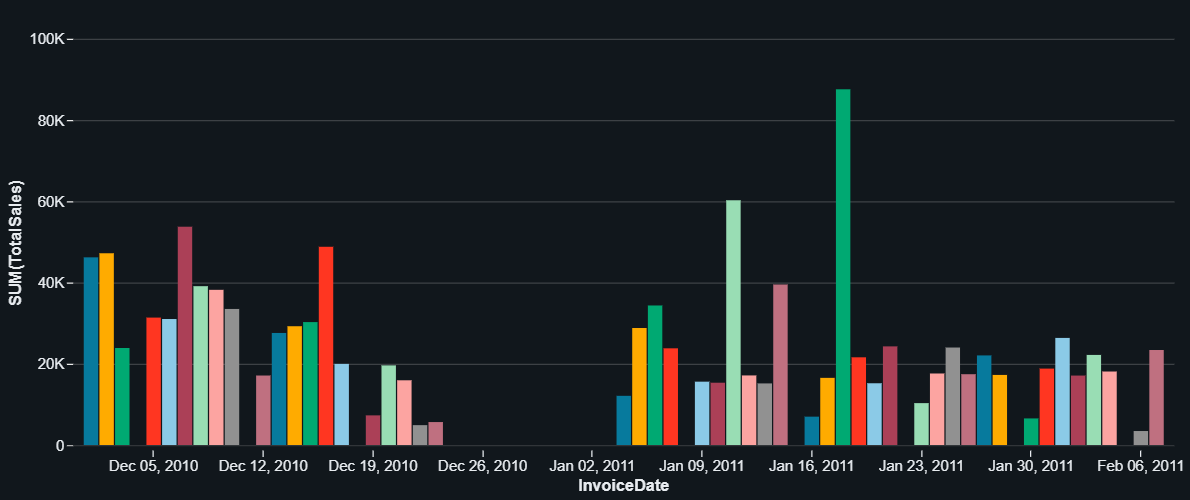 100K
80K
60K
40K
20K
0
SUM(TotalSales)
Dec 05, 2010 Dec 12, 2010 Dec 19, 2010 Dec 26, 2010 Jan 02, 2011 Jan 09, 2011 Jan 16, 2011 Jan 23, 2011 Jan 30, 2011 Feb 06, 2011
InvoiceDate